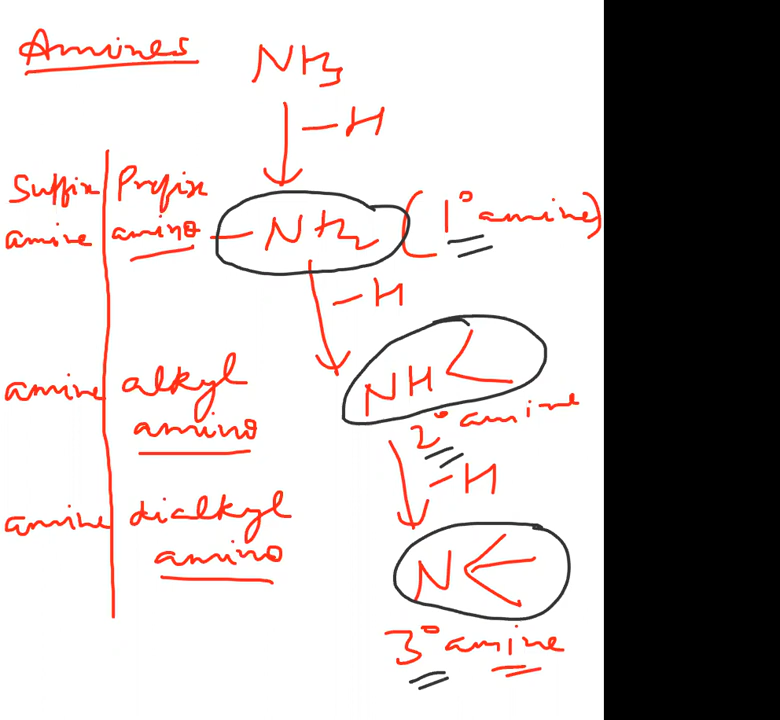 Amines
NH3
-H
Suffix Prefix
amine amino -NH2 (1° amine)
-H
amine alkyl NH<
amino 2° amine
-H
amine dialkyl
amino N
3° amine